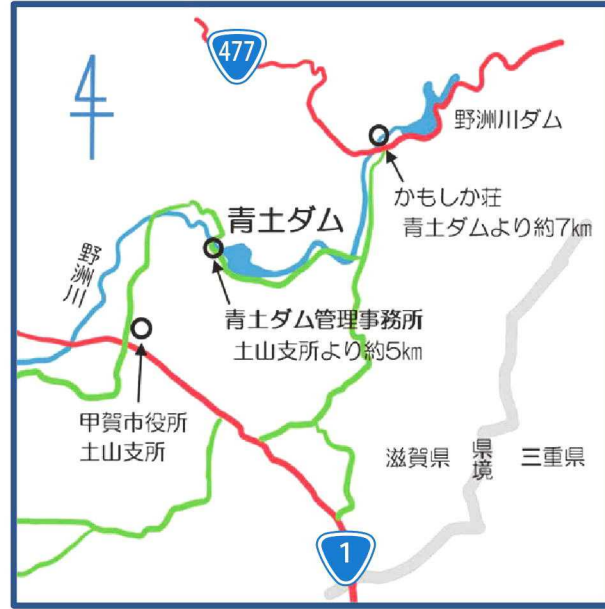 477
野洲川ダム
かもしか荘
青土ダムより約7km
青土ダム
野洲川
青土ダム管理事務所
土山支所より約5km
甲賀市役所
土山支所
滋賀県
県境
三重県
1